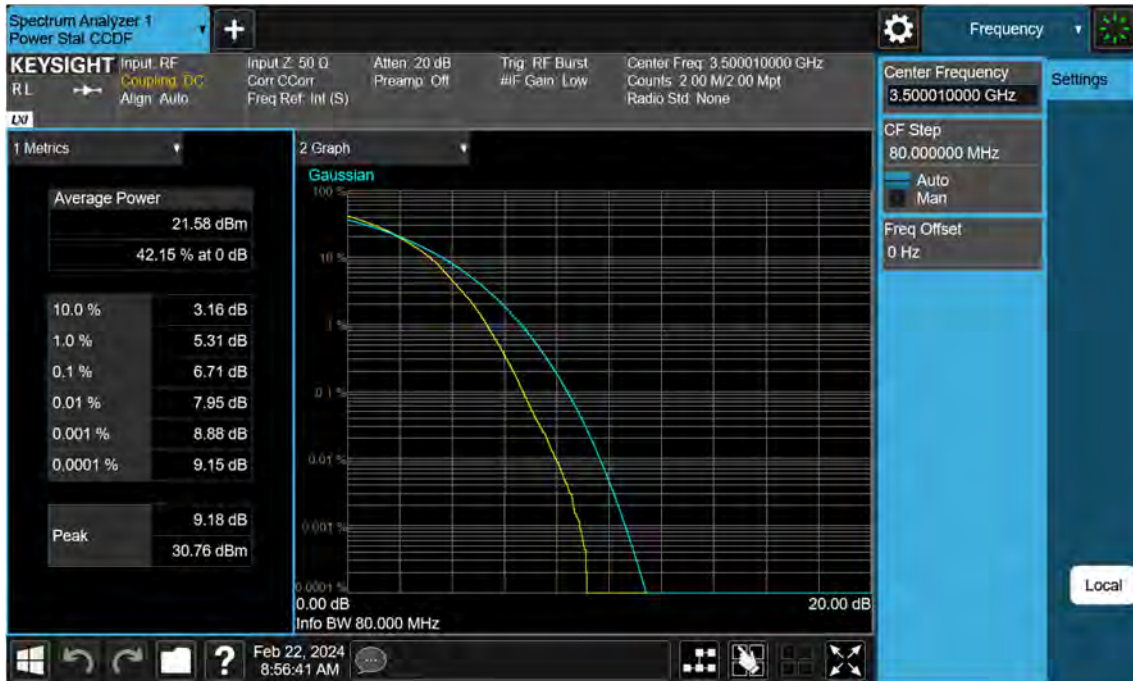 Spectrum Analyzer 1
Power Stat CCDF
Frequency
KEYSIGHT
RL
LXI
Input: RF
Coupling: DC
Align: Auto
Input Z: 50 Ω
Corr CCorr
Freq Ref: Int (S)
Atten: 20 dB
Preamp: Off
Trig: RF Burst
#IF Gain: Low
Center Freq: 3.500010000 GHz
Counts: 2.00 M/2.00 Mpt
Radio Std: None
Center Frequency
3.500010000 GHz
Settings
CF Step
80.000000 MHz
Auto
Man
Freq Offset
0 Hz
1 Metrics
Average Power
21.58 dBm
42.15 % at 0 dB
10.0 % 3.16 dB
1.0 % 5.31 dB
0.1 % 6.71 dB
0.01 % 7.95 dB
0.001 % 8.88 dB
0.0001 % 9.15 dB
Peak
9.18 dB
30.76 dBm
2 Graph
Gaussian
100 %
10 %
1 %
0.1 %
0.01 %
0.001 %
0.0001 %
0.00 dB 20.00 dB
Info BW 80.000 MHz
Local
?
Feb 22, 2024
8:56:41 AM